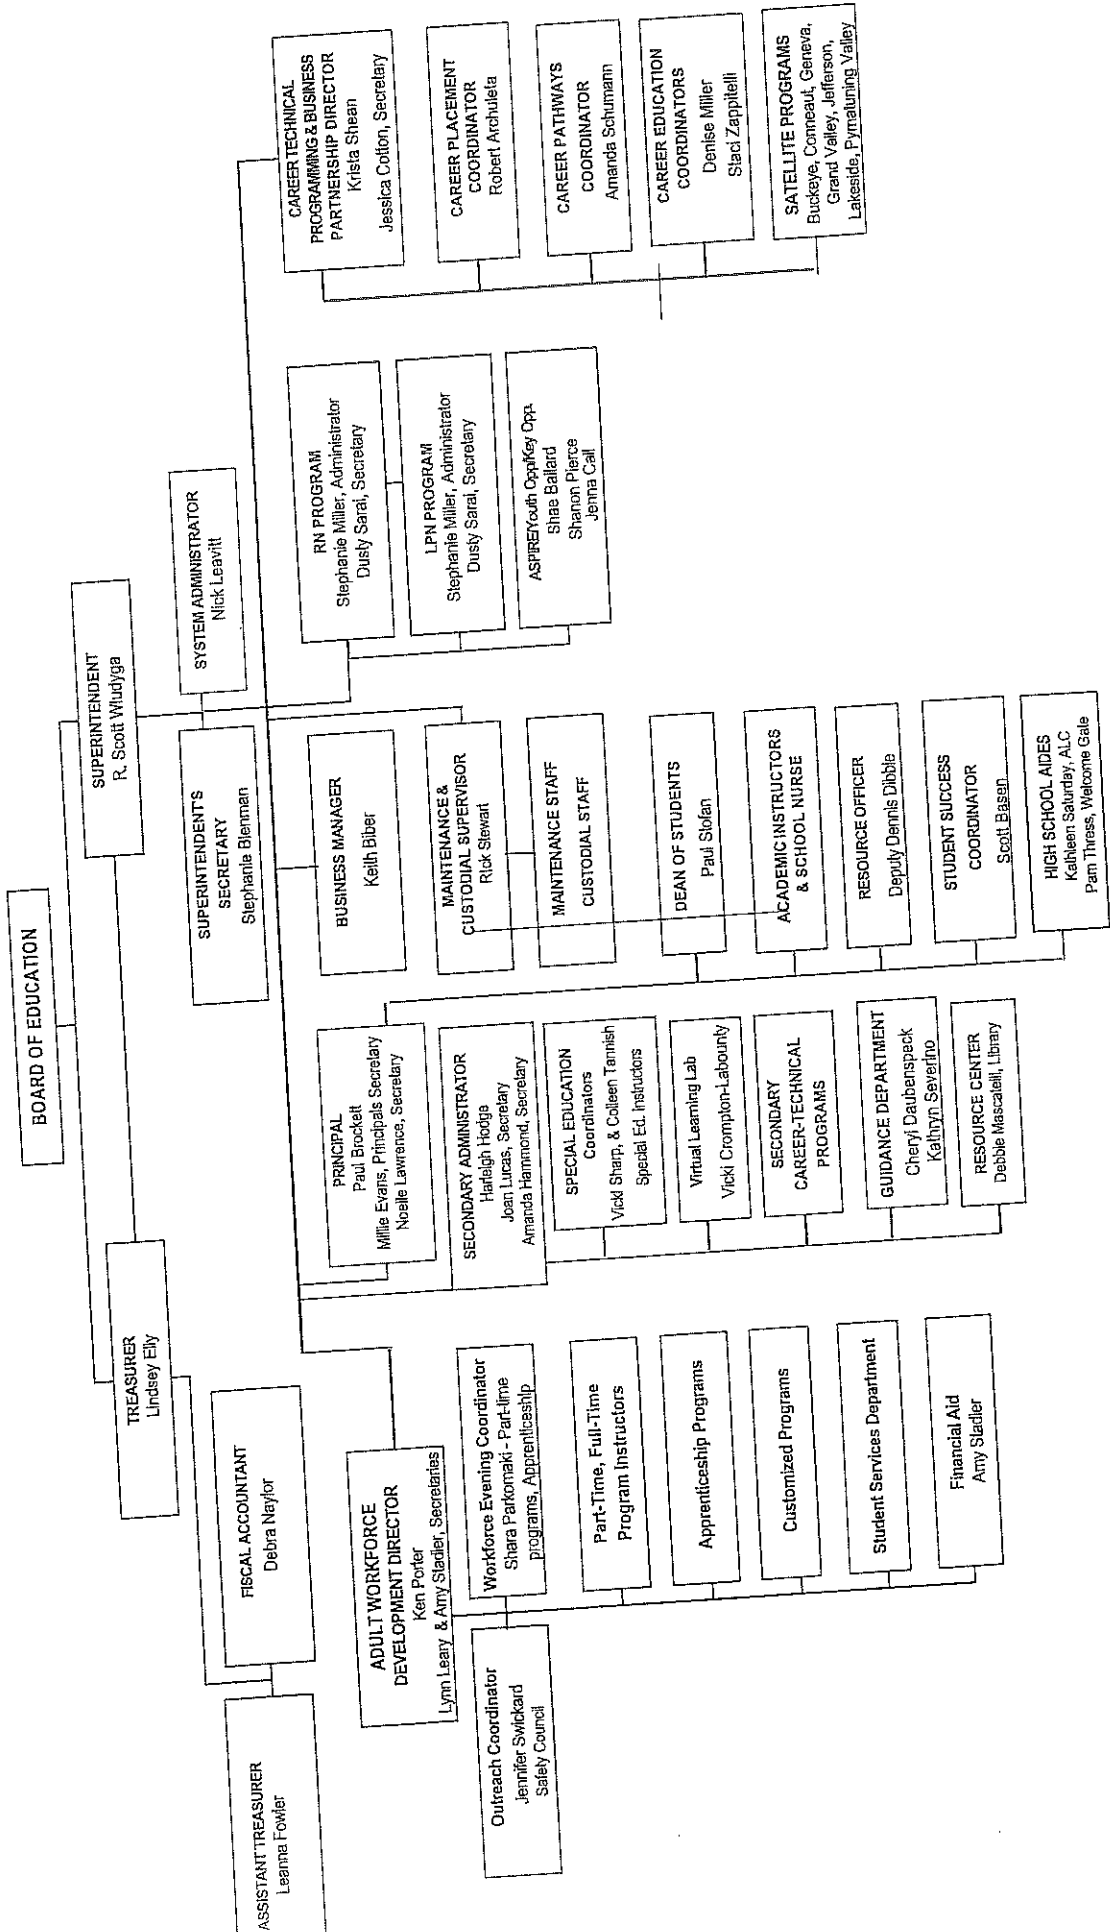 BOARD OF EDUCATION
TREASURER
Lindsey Elly
SUPERINTENDENT
R. Scott Wludyga
ASSISTANT TREASURER
Leanna Fowler
FISCAL ACCOUNTANT
Debra Naylor
SUPERINTENDENT'S
SECRETARY
Stephanie Blenman
SYSTEM ADMINISTRATOR
Nick Leavitt
ADULT WORKFORCE
DEVELOPMENT DIRECTOR
Ken Porter
Lynn Leary & Amy Stadler, Secretaries
Outreach Coordinator
Jennifer Swickard
Safety Council
Workforce Evening Coordinator
Shara Parkomaki - Part-time
programs, Apprenticeship
Part-Time, Full-Time
Program Instructors
Apprenticeship Programs
Customized Programs
Student Services Department
Financial Aid
Amy Stadler
PRINCIPAL
Paul Brockett
Millie Evans, Principals Secretary
Noelle Lawrence, Secretary
SECONDARY ADMINISTRATOR
Harleigh Hodge
Joan Lucas, Secretary
Amanda Hammond, Secretary
SPECIAL EDUCATION
Coordinators
Vicki Sharp, & Colleen Tennish
Special Ed. Instructors
Virtual Learning Lab
Vicki Crompton-Labounty
SECONDARY
CAREER-TECHNICAL
PROGRAMS
GUIDANCE DEPARTMENT
Cheryl Daubenspeck
Kathryn Severino
RESOURCE CENTER
Debbie Mascatelli, Library
BUSINESS MANAGER
Keith Biber
MAINTENANCE &
CUSTODIAL SUPERVISOR
Rick Stewart
MAINTENANCE STAFF
CUSTODIAL STAFF
DEAN OF STUDENTS
Paul Stofan
ACADEMIC INSTRUCTORS
& SCHOOL NURSE
RESOURCE OFFICER
Deputy Dennis Dibble
STUDENT SUCCESS
COORDINATOR
Scott Basen
HIGH SCHOOL AIDES
Kathleen Saturday, ALC
Pam Thress, Welcome Gate
RN PROGRAM
Stephanie Miller, Administrator
Dusty Sarai, Secretary
LPN PROGRAM
Stephanie Miller, Administrator
Dusty Sarai, Secretary
ASPIRE/Youth Opp/Key Opp.
Shae Ballard
Shanon Pierce
Jenna Call
CAREER TECHNICAL
PROGRAMMING & BUSINESS
PARTNERSHIP DIRECTOR
Krista Shean
Jessica Cotton, Secretary
CAREER PLACEMENT
COORDINATOR
Robert Archuleta
CAREER PATHWAYS
COORDINATOR
Amanda Schumann
CAREER EDUCATION
COORDINATORS
Denise Miller
Staci Zappitelli
SATELLITE PROGRAMS
Buckeye, Conneaut, Geneva,
Grand Valley, Jefferson,
Lakeside, Pymatuning Valley